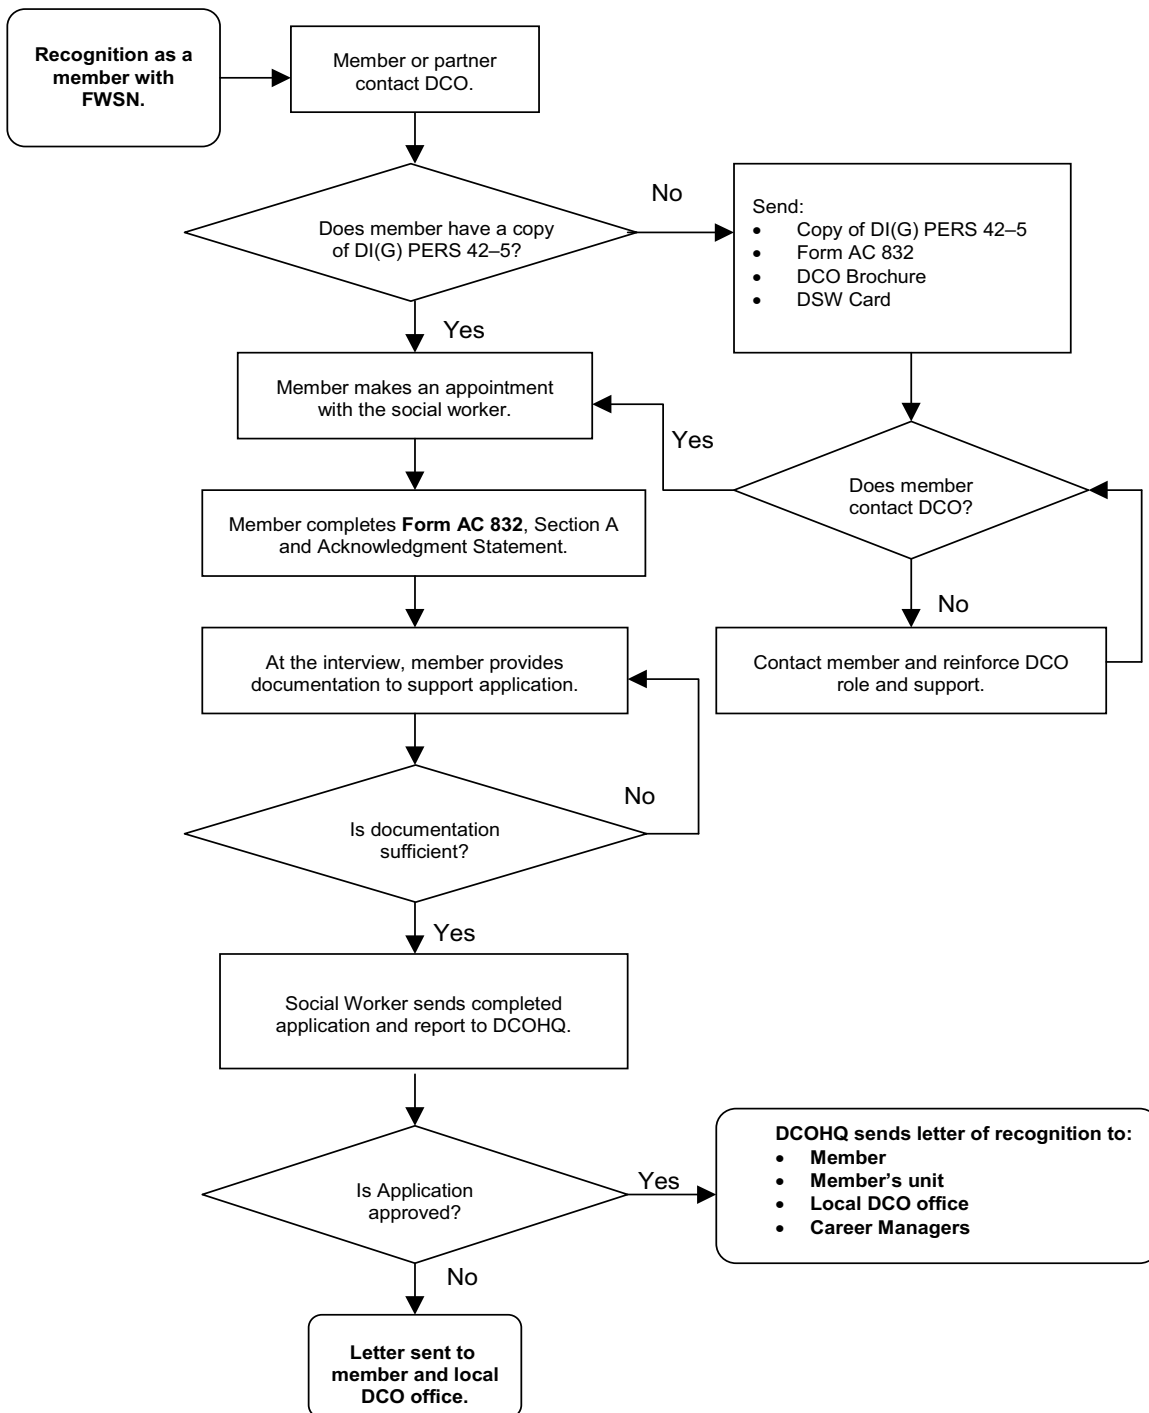 Recognition as a
member with
FWSN.
Member or partner
contact DCO.
Does member have a copy
of DI(G) PERS 42–5?
No
Send:
• Copy of DI(G) PERS 42–5
• Form AC 832
• DCO Brochure
• DSW Card
Yes
Member makes an appointment
with the social worker.
Yes
Does member
contact DCO?
Member completes Form AC 832, Section A
and Acknowledgment Statement.
No
At the interview, member provides
documentation to support application.
Contact member and reinforce DCO
role and support.
No
Is documentation
sufficient?
Yes
Social Worker sends completed
application and report to DCOHQ.
Is Application
approved?
Yes
DCOHQ sends letter of recognition to:
• Member
• Member’s unit
• Local DCO office
• Career Managers
No
Letter sent to
member and local
DCO office.